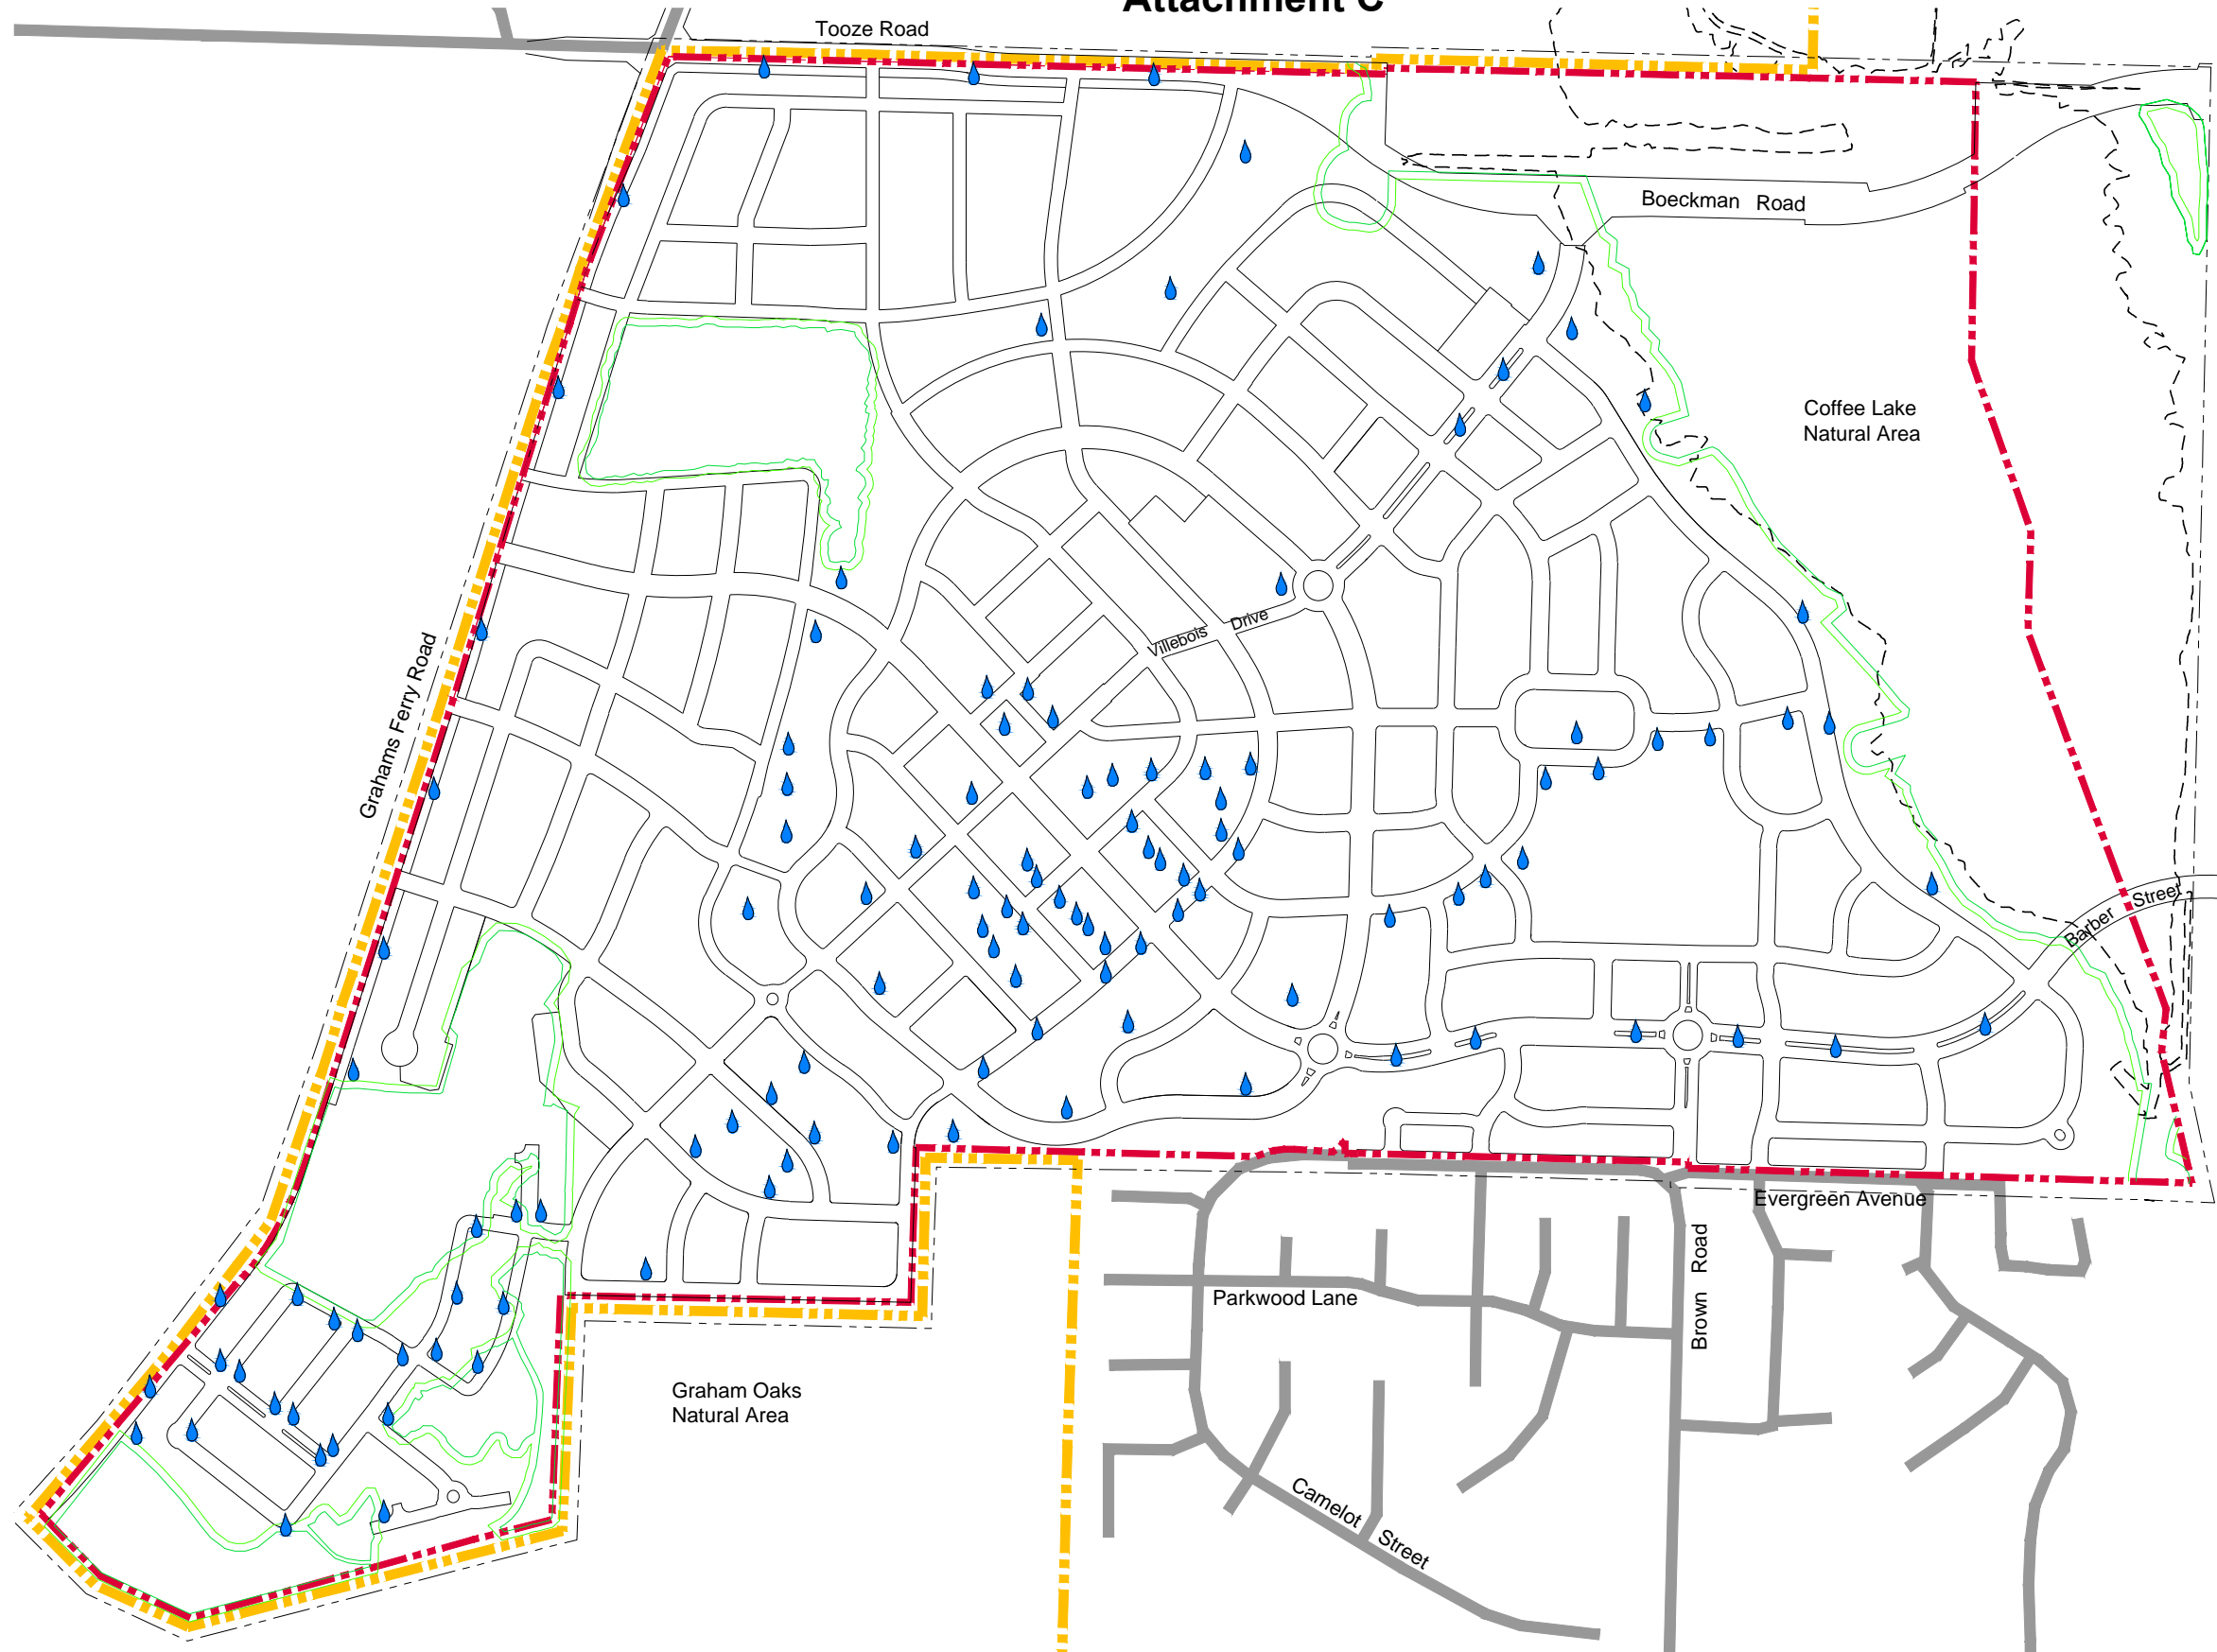 Attachment C
Tooze Road
Boeckman Road
Coffee Lake
Natural Area
Villebois Drive
Grahams Ferry Road
Barber Street
Evergreen Avenue
Brown Road
Parkwood Lane
Graham Oaks
Natural Area
Camelot Street